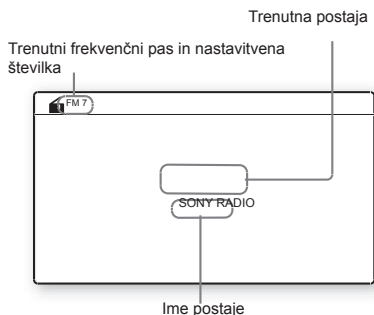 Trenutna postaja
Trenutni frekvenčni pas in nastavitvena
številka
FM 7
SONY RADIO
Ime postaje